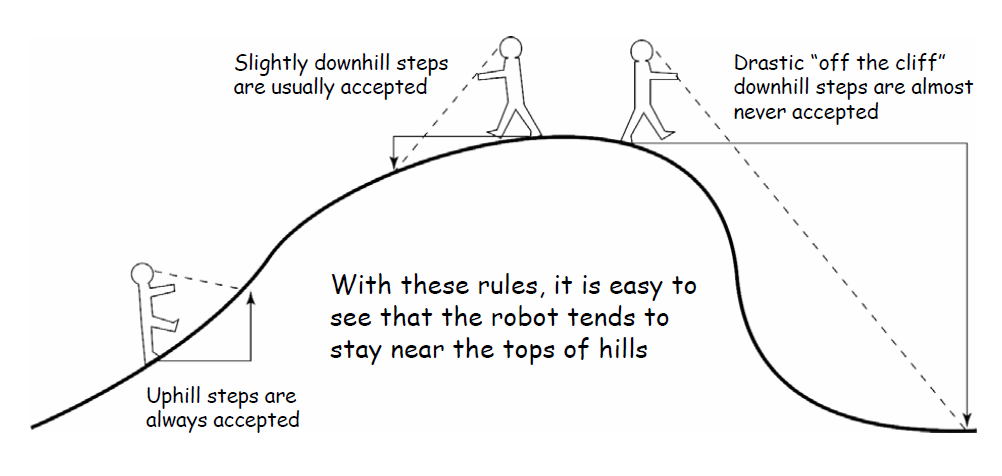 Slightly downhill steps
are usually accepted
Drastic “off the cliff”
downhill steps are almost
never accepted
With these rules, it is easy to
see that the robot tends to
stay near the tops of hills
Uphill steps are
always accepted